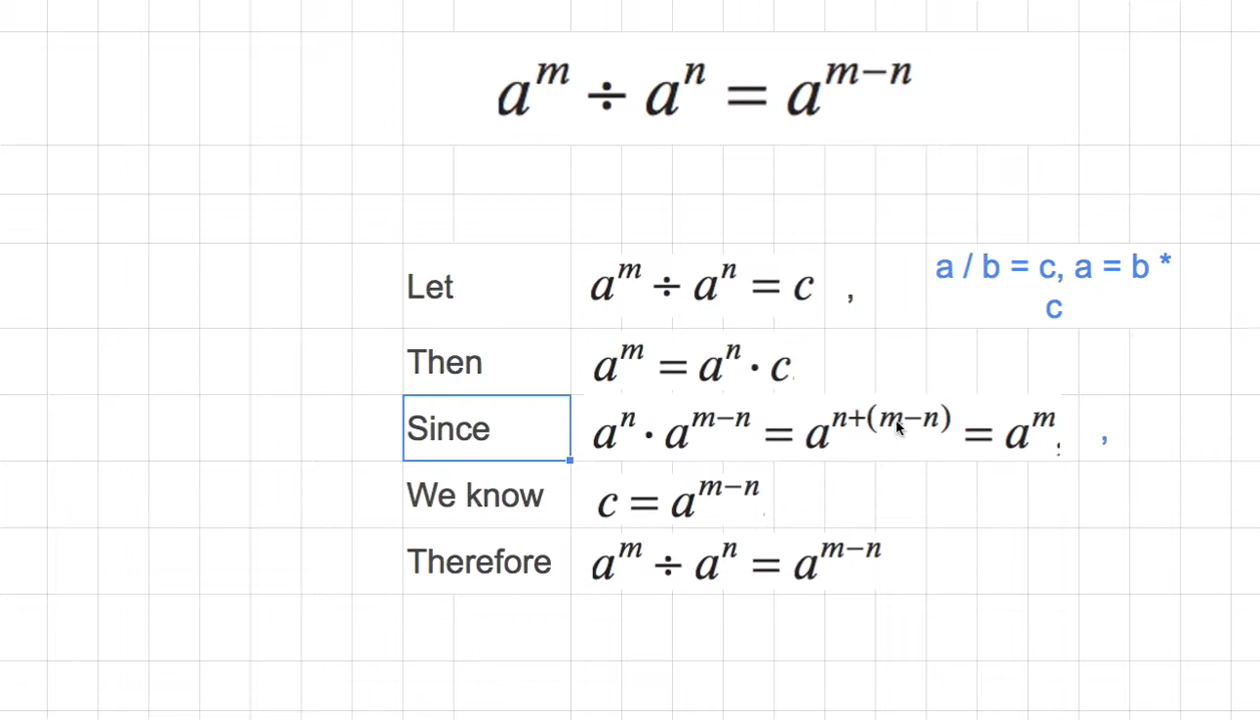 a^m ÷ a^n = a^{m−n}
Let a^m ÷ a^n = c , a / b = c, a = b *
c
Then a^m = a^n · c
Since a^n · a^{m−n} = a^{n+(m−n)} = a^m ; ,
We know c = a^{m−n}
Therefore a^m ÷ a^n = a^{m−n}